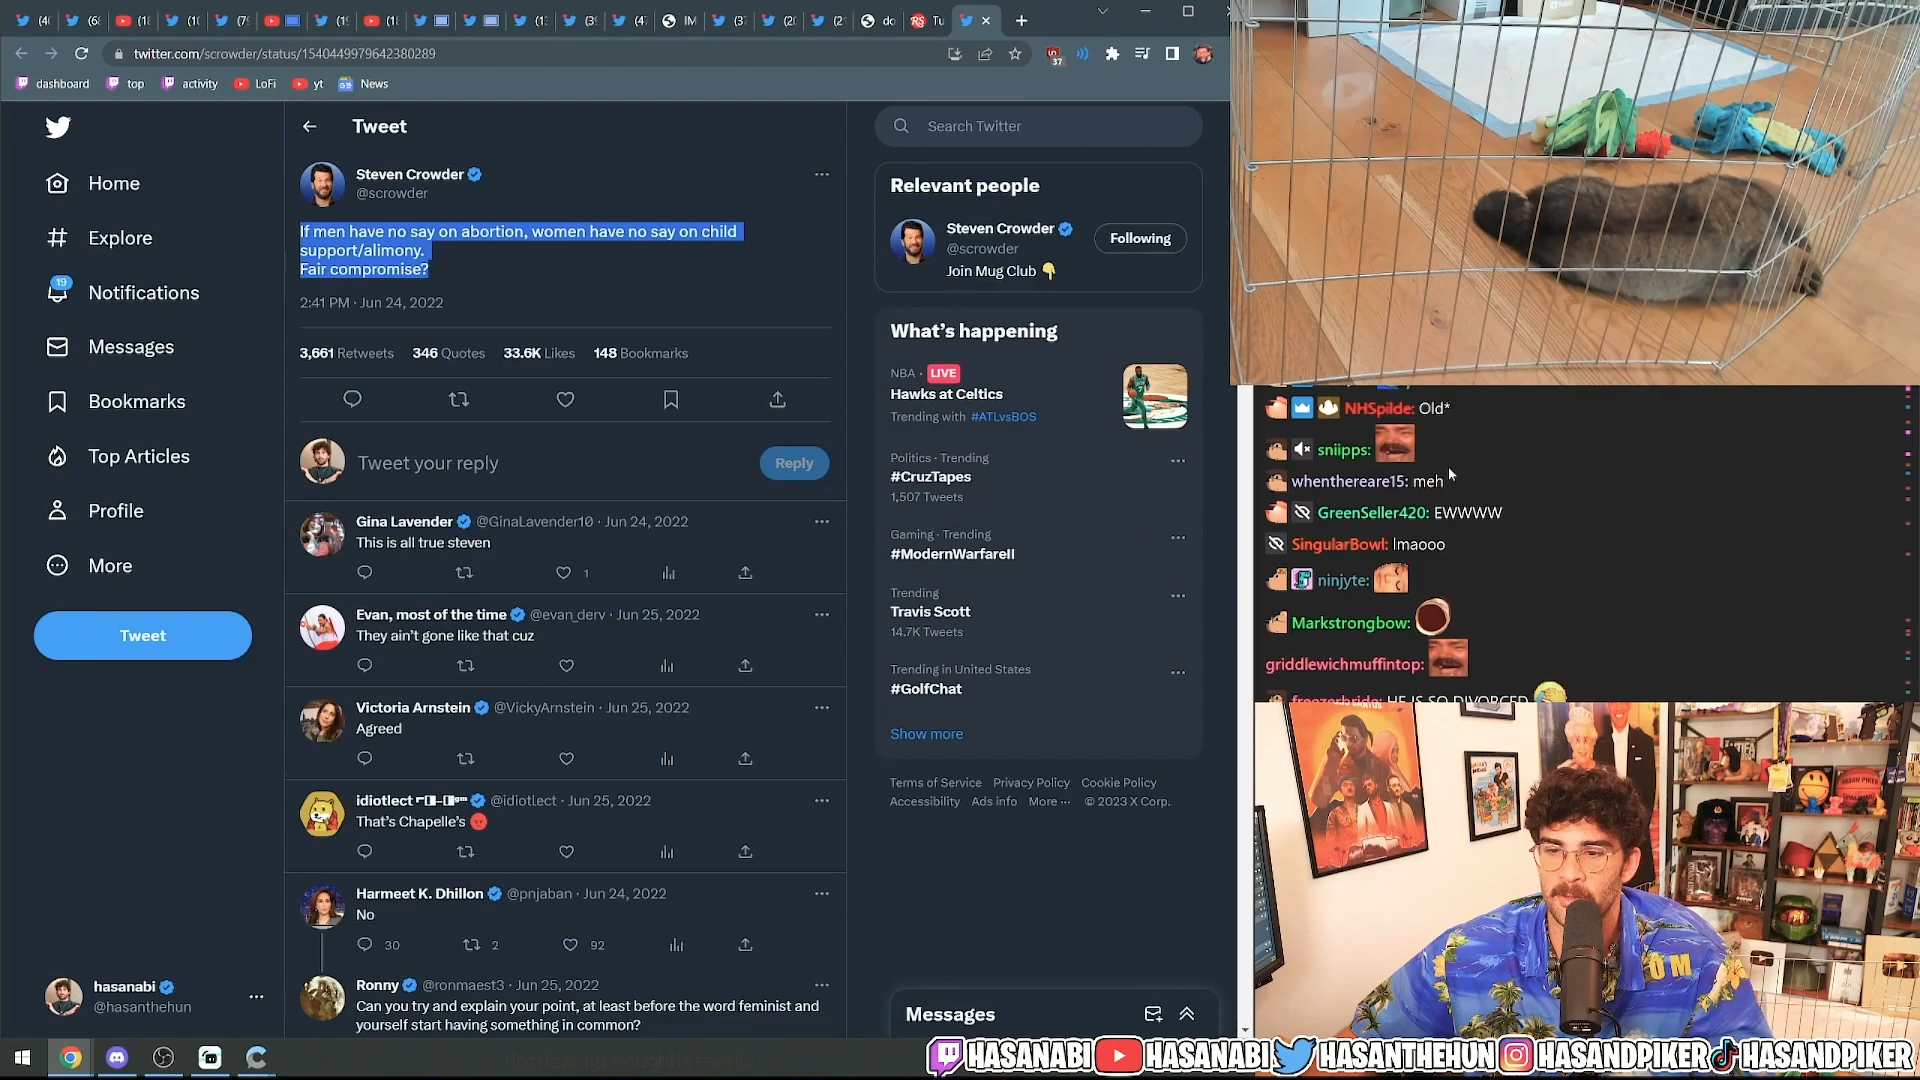 twitter.com/scrowder/status/1540449979642380289
37
dashboard
top
activity
LoFi
yt
News
Tweet
Search Twitter
Home
Explore
19
Notifications
Messages
Bookmarks
Top Articles
Profile
More
Tweet
hasanabi
@hasanthehun
Steven Crowder
@scrowder
If men have no say on abortion, women have no say on child
support/alimony.
Fair compromise?
2:41 PM · Jun 24, 2022
3,661 Retweets 346 Quotes 33.6K Likes 148 Bookmarks
Tweet your reply
Reply
Gina Lavender @GinaLavender10 · Jun 24, 2022
This is all true steven
1
Evan, most of the time @evan_derv · Jun 25, 2022
They ain't gone like that cuz
Victoria Arnstein @VickyArnstein · Jun 25, 2022
Agreed
idiotlect @idiotlect · Jun 25, 2022
That's Chapelle's 😡
Harmeet K. Dhillon @pnjaban · Jun 24, 2022
No
30 2 92
Ronny @ronmaest3 · Jun 25, 2022
Can you try and explain your point, at least before the word feminist and
yourself start having something in common?
Relevant people
Steven Crowder
@scrowder
Following
Join Mug Club 👇
What's happening
NBA · LIVE
Hawks at Celtics
Trending with #ATLvsBOS
Politics · Trending
#CruzTapes
1,507 Tweets
Gaming · Trending
#ModernWarfareII
Trending
Travis Scott
14.7K Tweets
Trending in United States
#GolfChat
Show more
Terms of Service Privacy Policy Cookie Policy
Accessibility Ads info More ··· © 2023 X Corp.
Messages
NHSpilde: Old*
sniipps:
whenthereare15: meh
GreenSeller420: EWWWW
SingularBowl: lmaooo
ninjyte:
Markstrongbow:
griddlewichmuffintop:
freezerbride: HE IS SO DIVORCED
OM
HASANABI HASANABI HASANTHEHUN HASANDPIKER HASANDPIKER